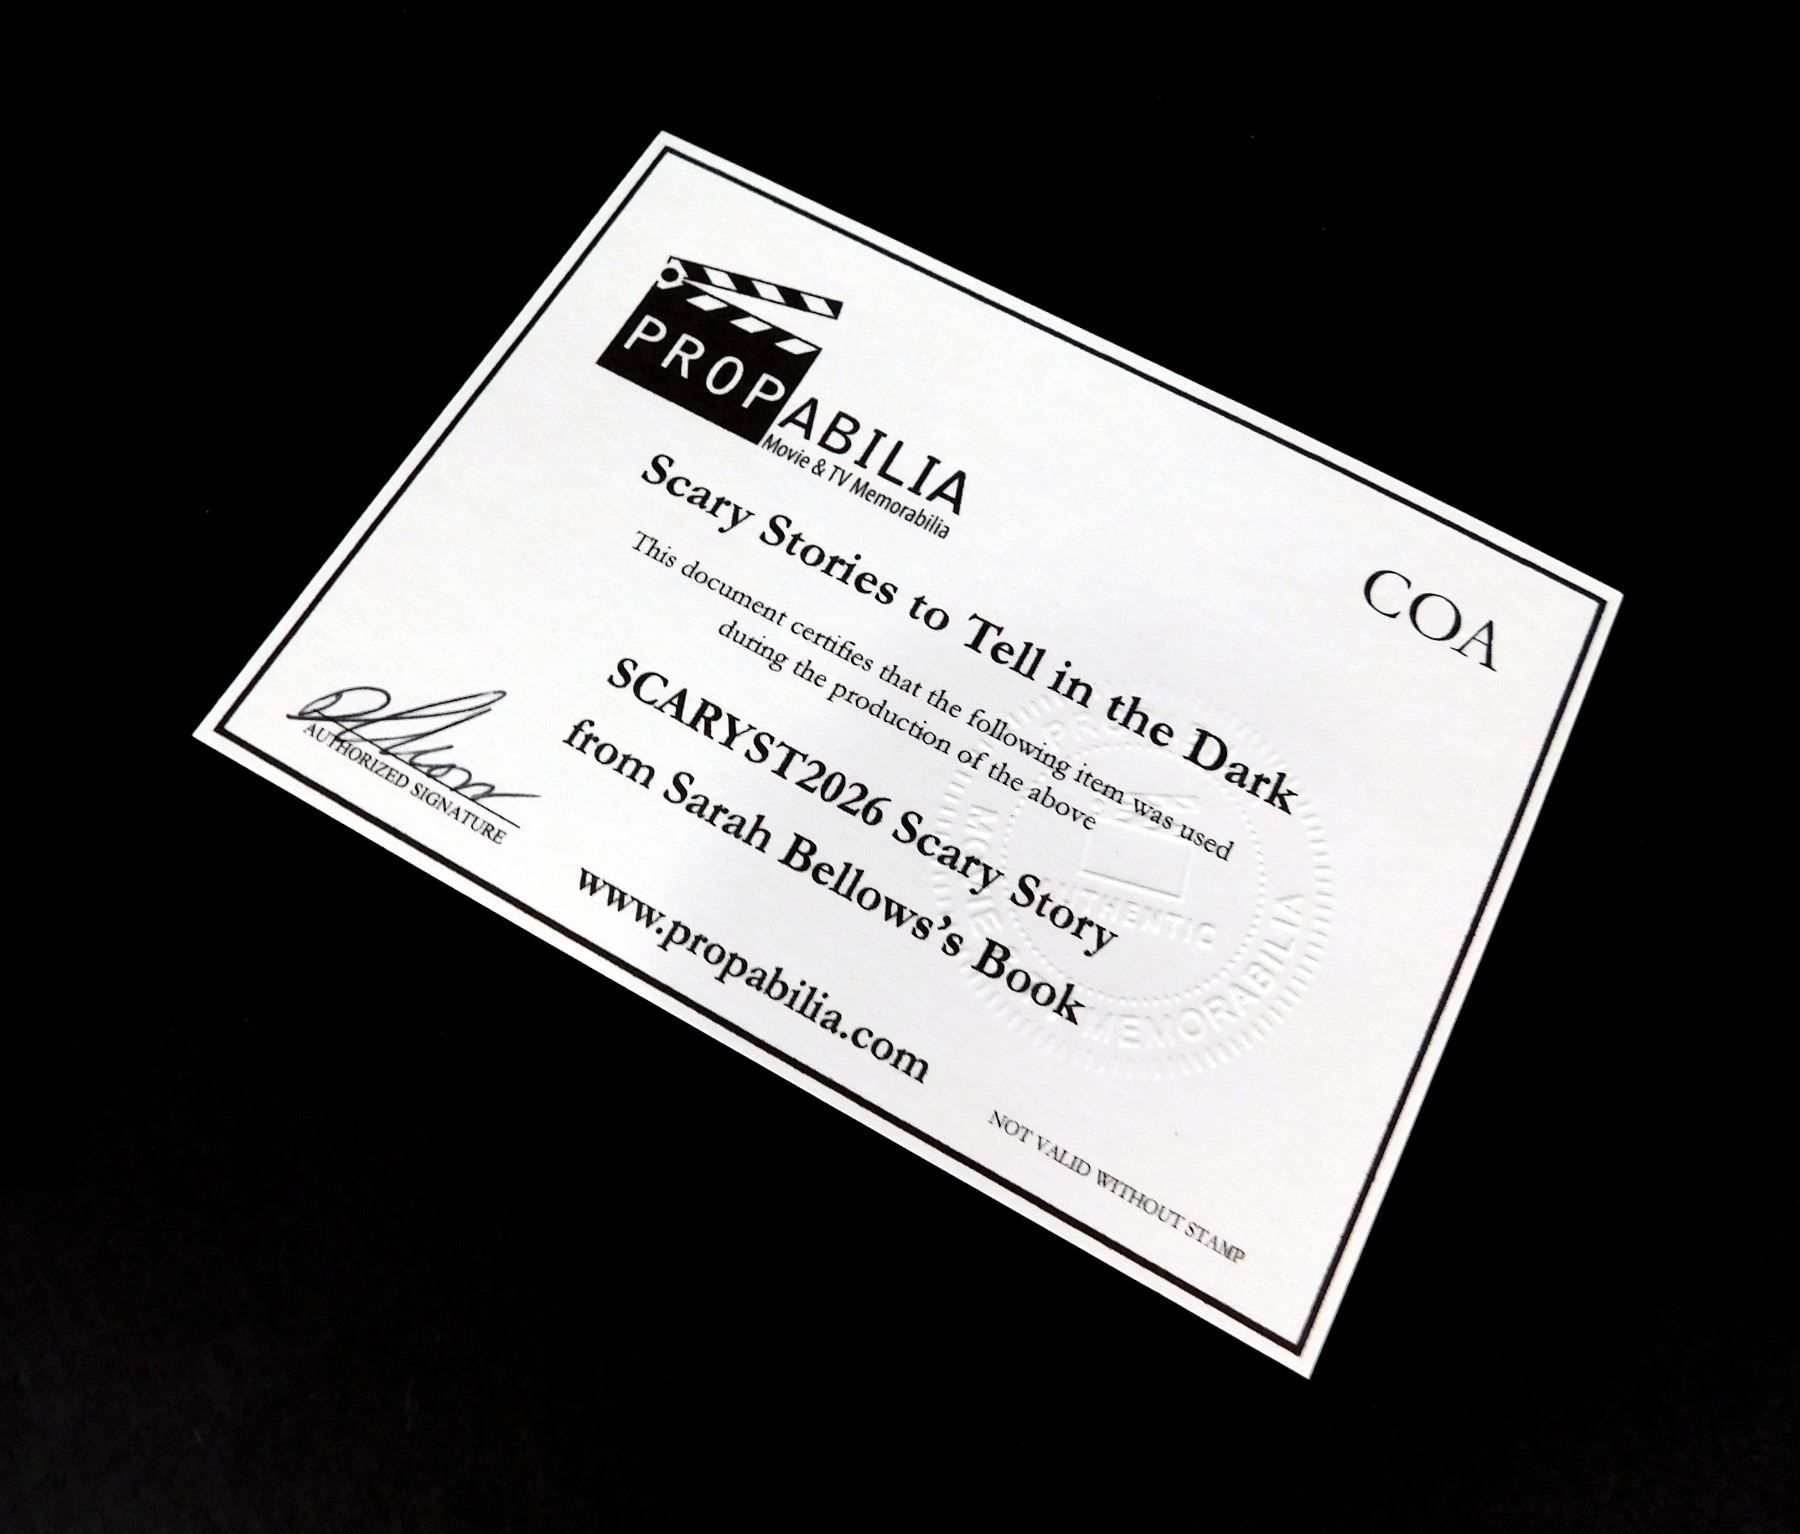 PROPABILIA
Movie & TV Memorabilia
COA
Scary Stories to Tell in the Dark
This document certifies that the following item was used
during the production of the above
SCARYST2026 Scary Story
from Sarah Bellows's Book
www.propabilia.com
AUTHORIZED SIGNATURE
NOT VALID WITHOUT STAMP
AUTHENTIC
MOVIE
MEMORABILIA